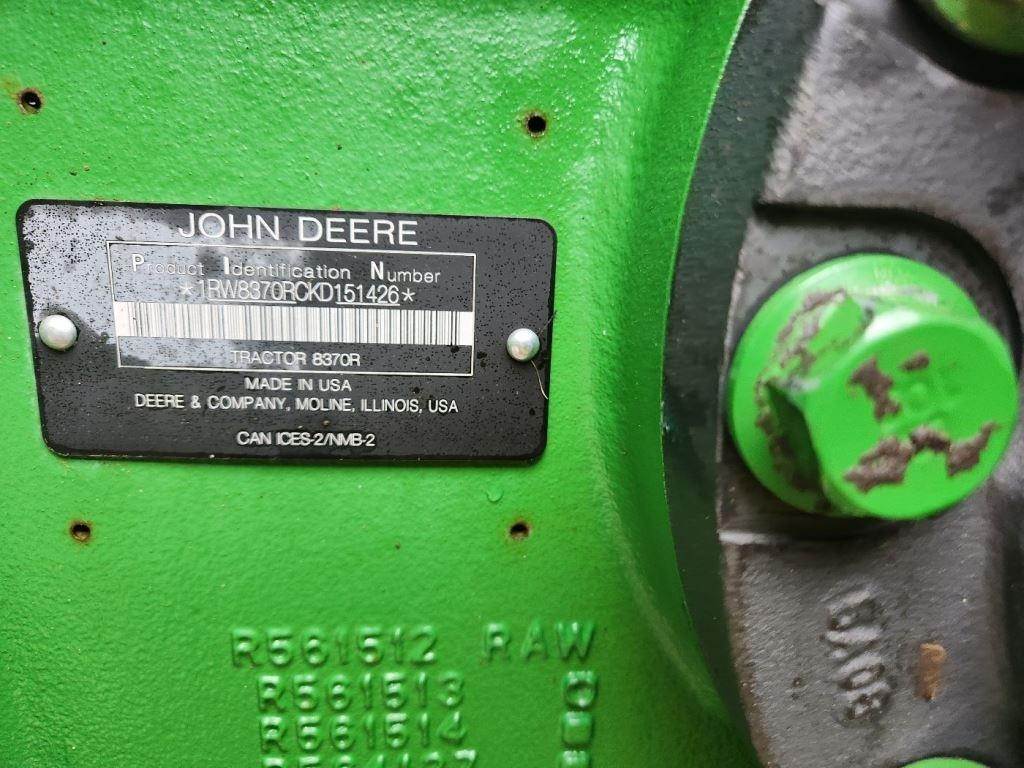 JOHN DEERE
Product Identification Number
*1RW8370RCKD151426*
TRACTOR 8370R
MADE IN USA
DEERE & COMPANY, MOLINE, ILLINOIS, USA
CAN ICES-2/NMB-2
R561512 RAW
R561513
R561514